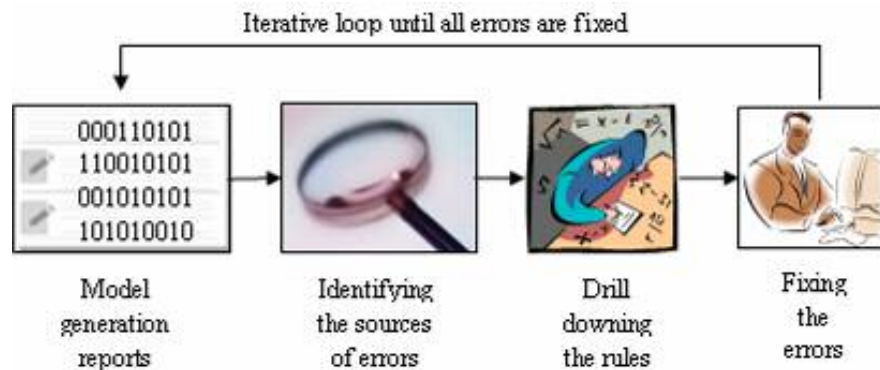 Iterative loop until all errors are fixed
000110101
110010101
001010101
101010010
Model
generation
reports
Identifying
the sources
of errors
Drill
downing
the rules
Fixing
the
errors